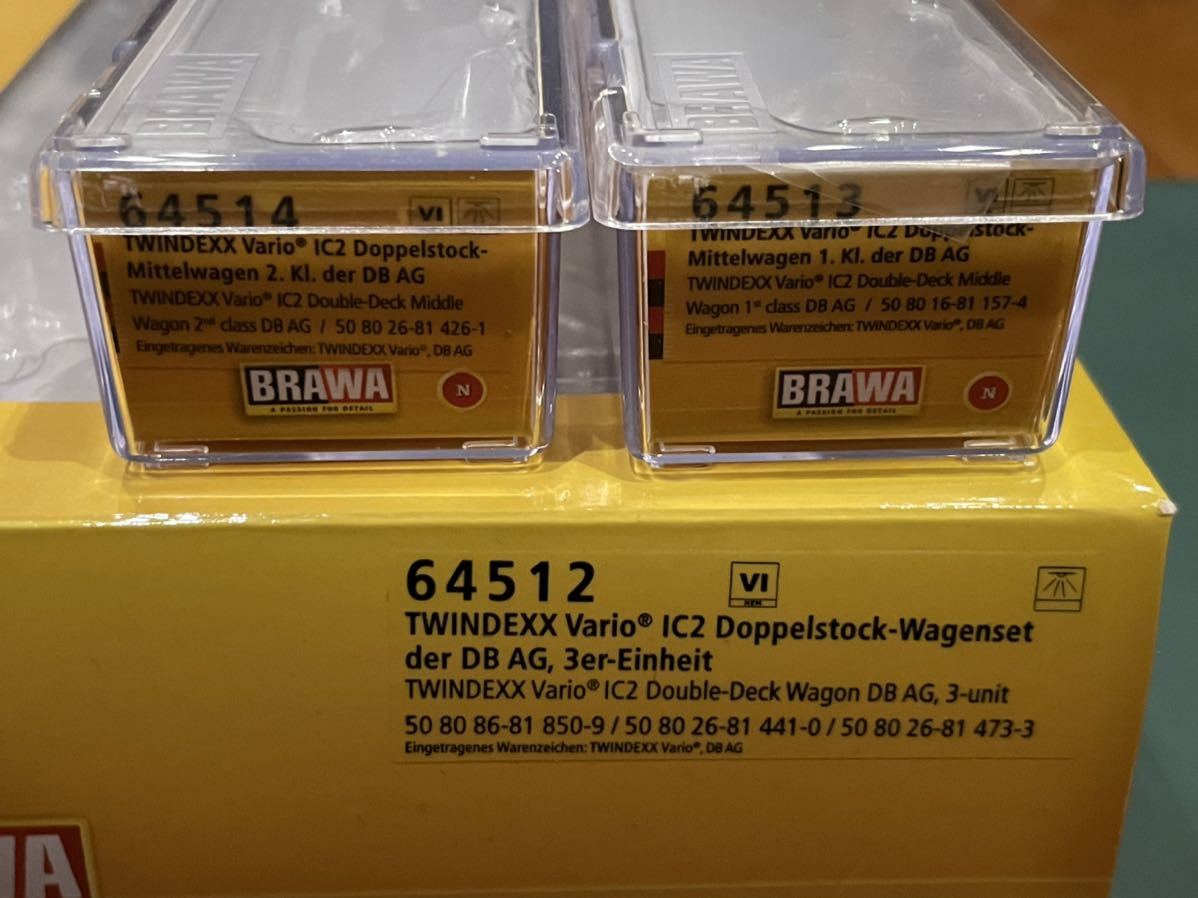 BRAWA
64514 VI
TWINDEXX Vario® IC2 Doppelstock-
Mittelwagen 2. Kl. der DB AG
TWINDEXX Vario® IC2 Double-Deck Middle
Wagon 2nd class DB AG / 50 80 26-81 426-1
Eingetragenes Warenzeichen: TWINDEXX Vario®, DB AG
BRAWA
A PASSION FOR DETAIL
N
BRAWA
64513 VI
TWINDEXX Vario® IC2 Doppelstock-
Mittelwagen 1. Kl. der DB AG
TWINDEXX Vario® IC2 Double-Deck Middle
Wagon 1st class DB AG / 50 80 16-81 157-4
Eingetragenes Warenzeichen: TWINDEXX Vario®, DB AG
BRAWA
A PASSION FOR DETAIL
N
64512 VI
NEM
TWINDEXX Vario® IC2 Doppelstock-Wagenset
der DB AG, 3er-Einheit
TWINDEXX Vario® IC2 Double-Deck Wagon DB AG, 3-unit
50 80 86-81 850-9 / 50 80 26-81 441-0 / 50 80 26-81 473-3
Eingetragenes Warenzeichen: TWINDEXX Vario®, DB AG
WA